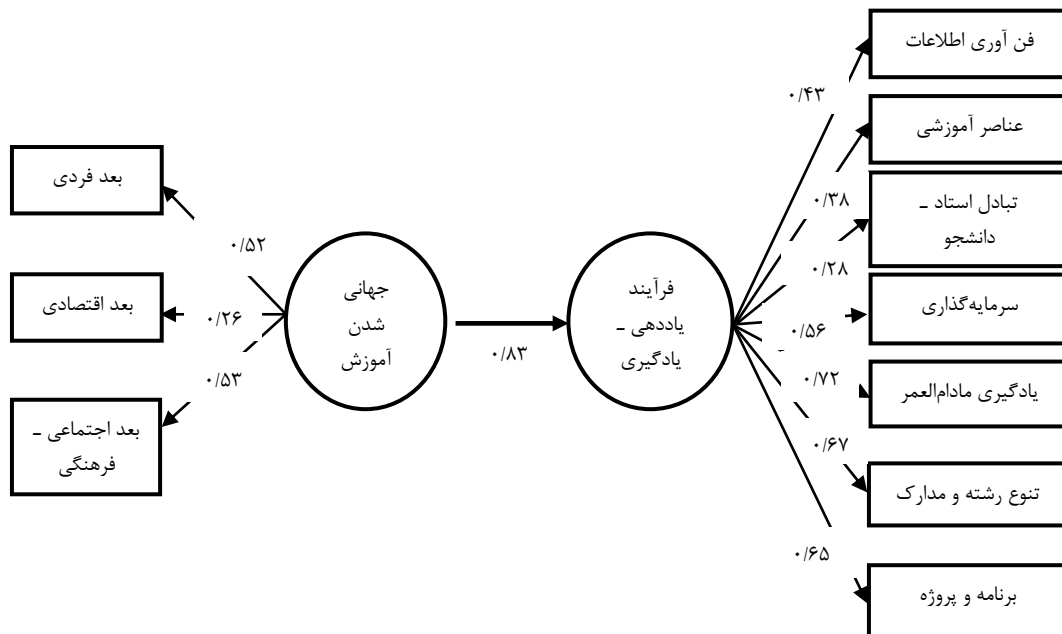 فن آوری اطلاعات
۰/۴۳
عناصر آموزشی
۰/۳۸
تبادل استاد ـ
دانشجو
۰/۲۸
سرمایه‌گذاری
۰/۵۶
یادگیری مادام‌العمر
۰/۷۲
تنوع رشته و مدارک
۰/۶۷
برنامه و پروژه
۰/۶۵
فرآیند
یاددهی ـ
یادگیری
۰/۸۳
جهانی
شدن
آموزش
بعد فردی
۰/۵۲
بعد اقتصادی
۰/۲۶
بعد اجتماعی ـ
فرهنگی
۰/۵۳